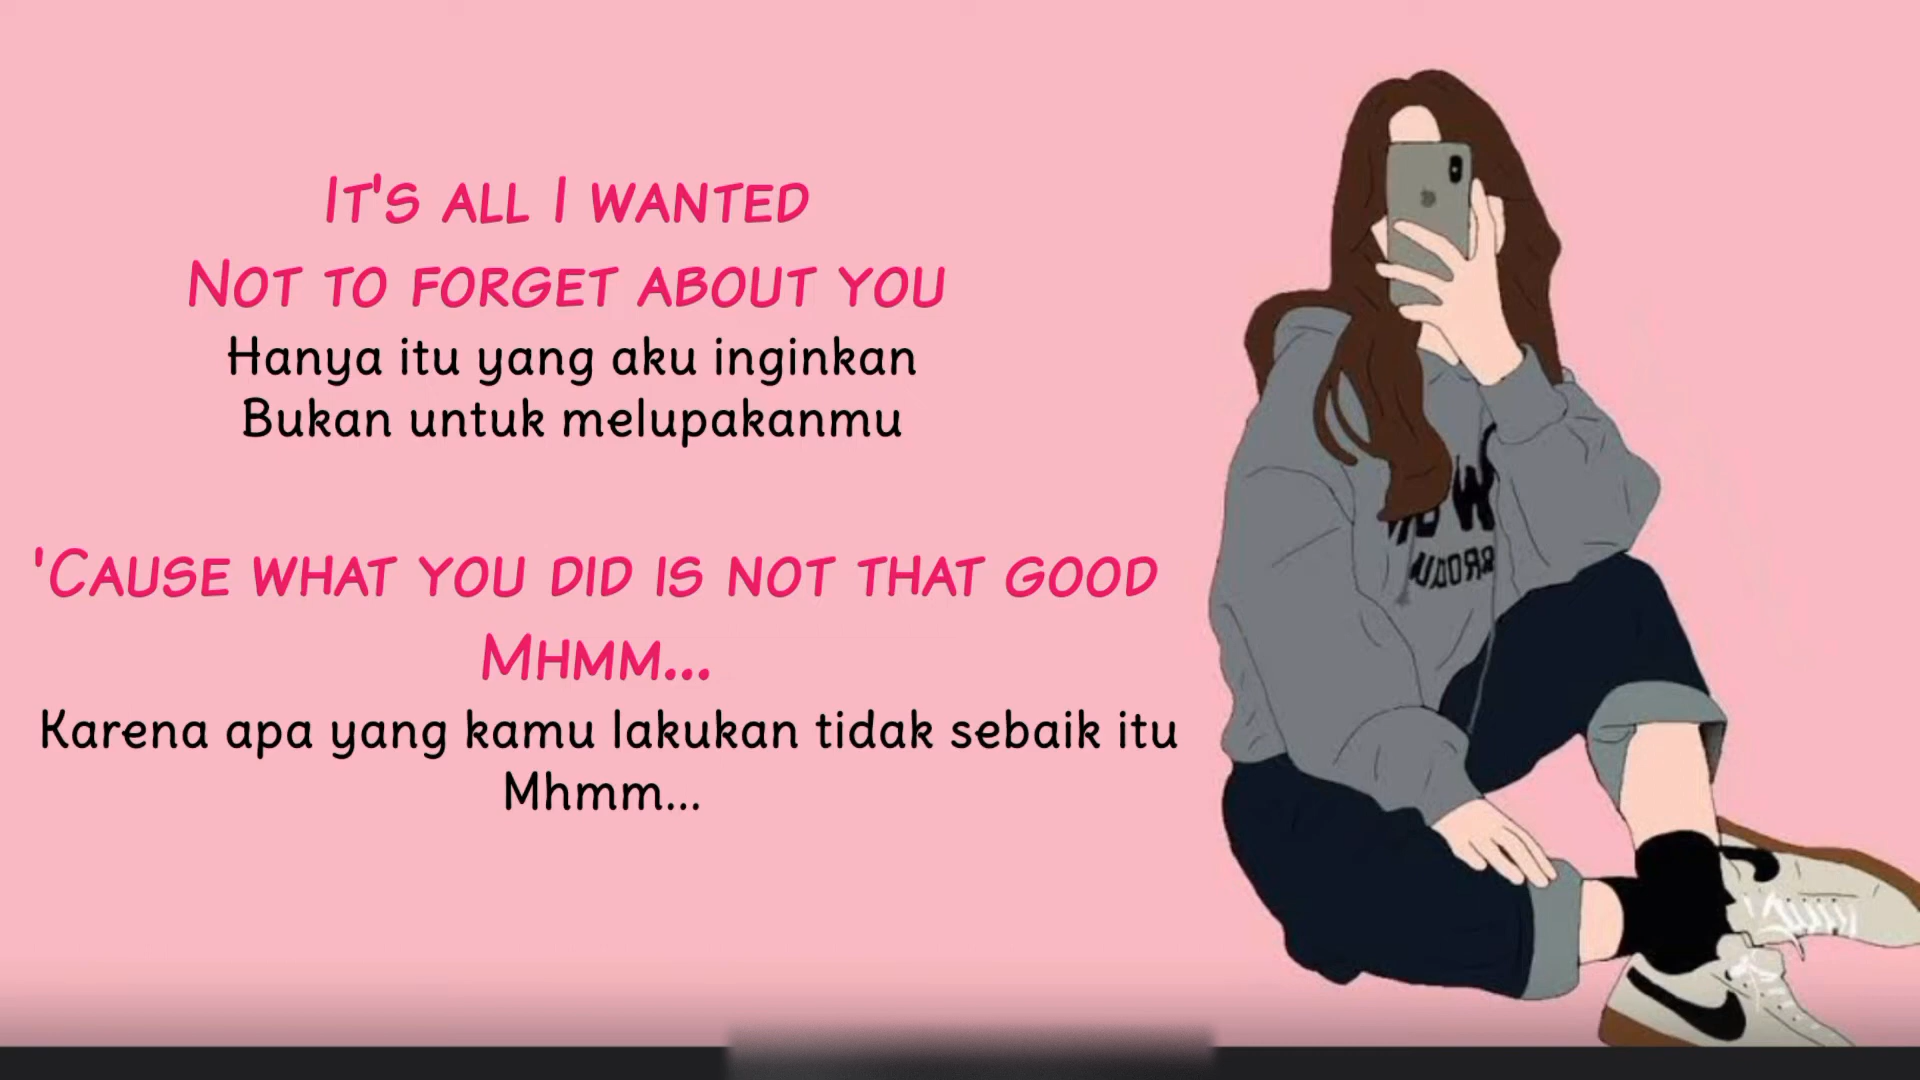 It's all I wanted
Not to forget about you
Hanya itu yang aku inginkan
Bukan untuk melupakanmu
'Cause what you did is not that good
Mhmm...
Karena apa yang kamu lakukan tidak sebaik itu
Mhmm...